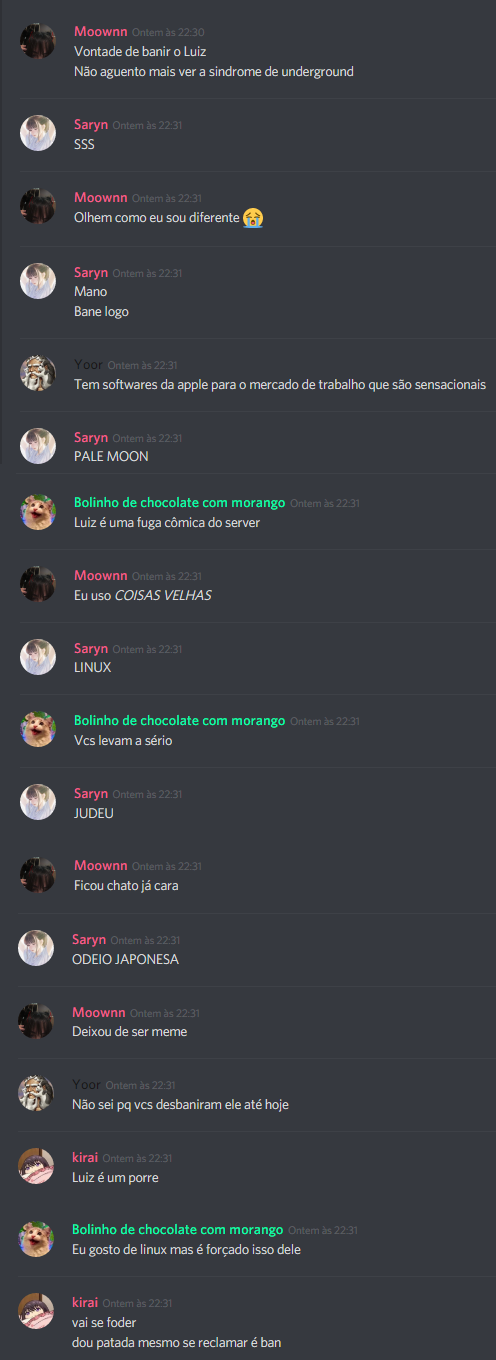 Moownn Ontem às 22:30
Vontade de banir o Luiz
Não aguento mais ver a sindrome de underground
Saryn Ontem às 22:31
SSS
Moownn Ontem às 22:31
Olhem como eu sou diferente 😭
Saryn Ontem às 22:31
Mano
Bane logo
Yoor Ontem às 22:31
Tem softwares da apple para o mercado de trabalho que são sensacionais
Saryn Ontem às 22:31
PALE MOON
Bolinho de chocolate com morango Ontem às 22:31
Luiz é uma fuga cômica do server
Moownn Ontem às 22:31
Eu uso COISAS VELHAS
Saryn Ontem às 22:31
LINUX
Bolinho de chocolate com morango Ontem às 22:31
Vcs levam a sério
Saryn Ontem às 22:31
JUDEU
Moownn Ontem às 22:31
Ficou chato já cara
Saryn Ontem às 22:31
ODEIO JAPONESA
Moownn Ontem às 22:31
Deixou de ser meme
Yoor Ontem às 22:31
Não sei pq vcs desbaniram ele até hoje
kirai Ontem às 22:31
Luiz é um porre
Bolinho de chocolate com morango Ontem às 22:31
Eu gosto de linux mas é forçado isso dele
kirai Ontem às 22:31
vai se foder
dou patada mesmo se reclamar é ban